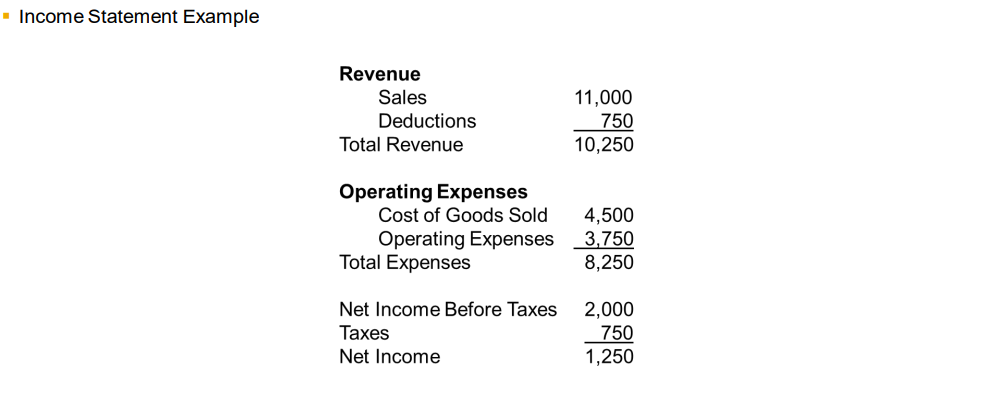 ▪ Income Statement Example
Revenue
Sales 11,000
Deductions 750
Total Revenue 10,250
Operating Expenses
Cost of Goods Sold 4,500
Operating Expenses 3,750
Total Expenses 8,250
Net Income Before Taxes 2,000
Taxes 750
Net Income 1,250